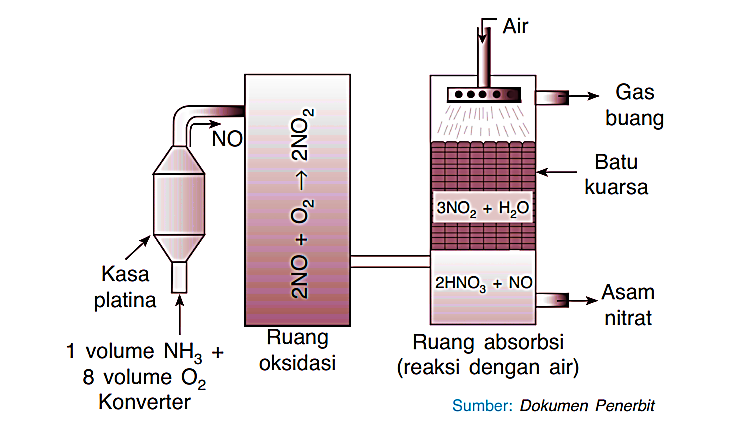 Air
Gas
buang
NO
Batu
kuarsa
2NO + O₂ → 2NO₂
3NO₂ + H₂O
Kasa
platina
2HNO₃ + NO
Asam
nitrat
1 volume NH₃ +
8 volume O₂
Konverter
Ruang
oksidasi
Ruang absorbsi
(reaksi dengan air)
Sumber: Dokumen Penerbit